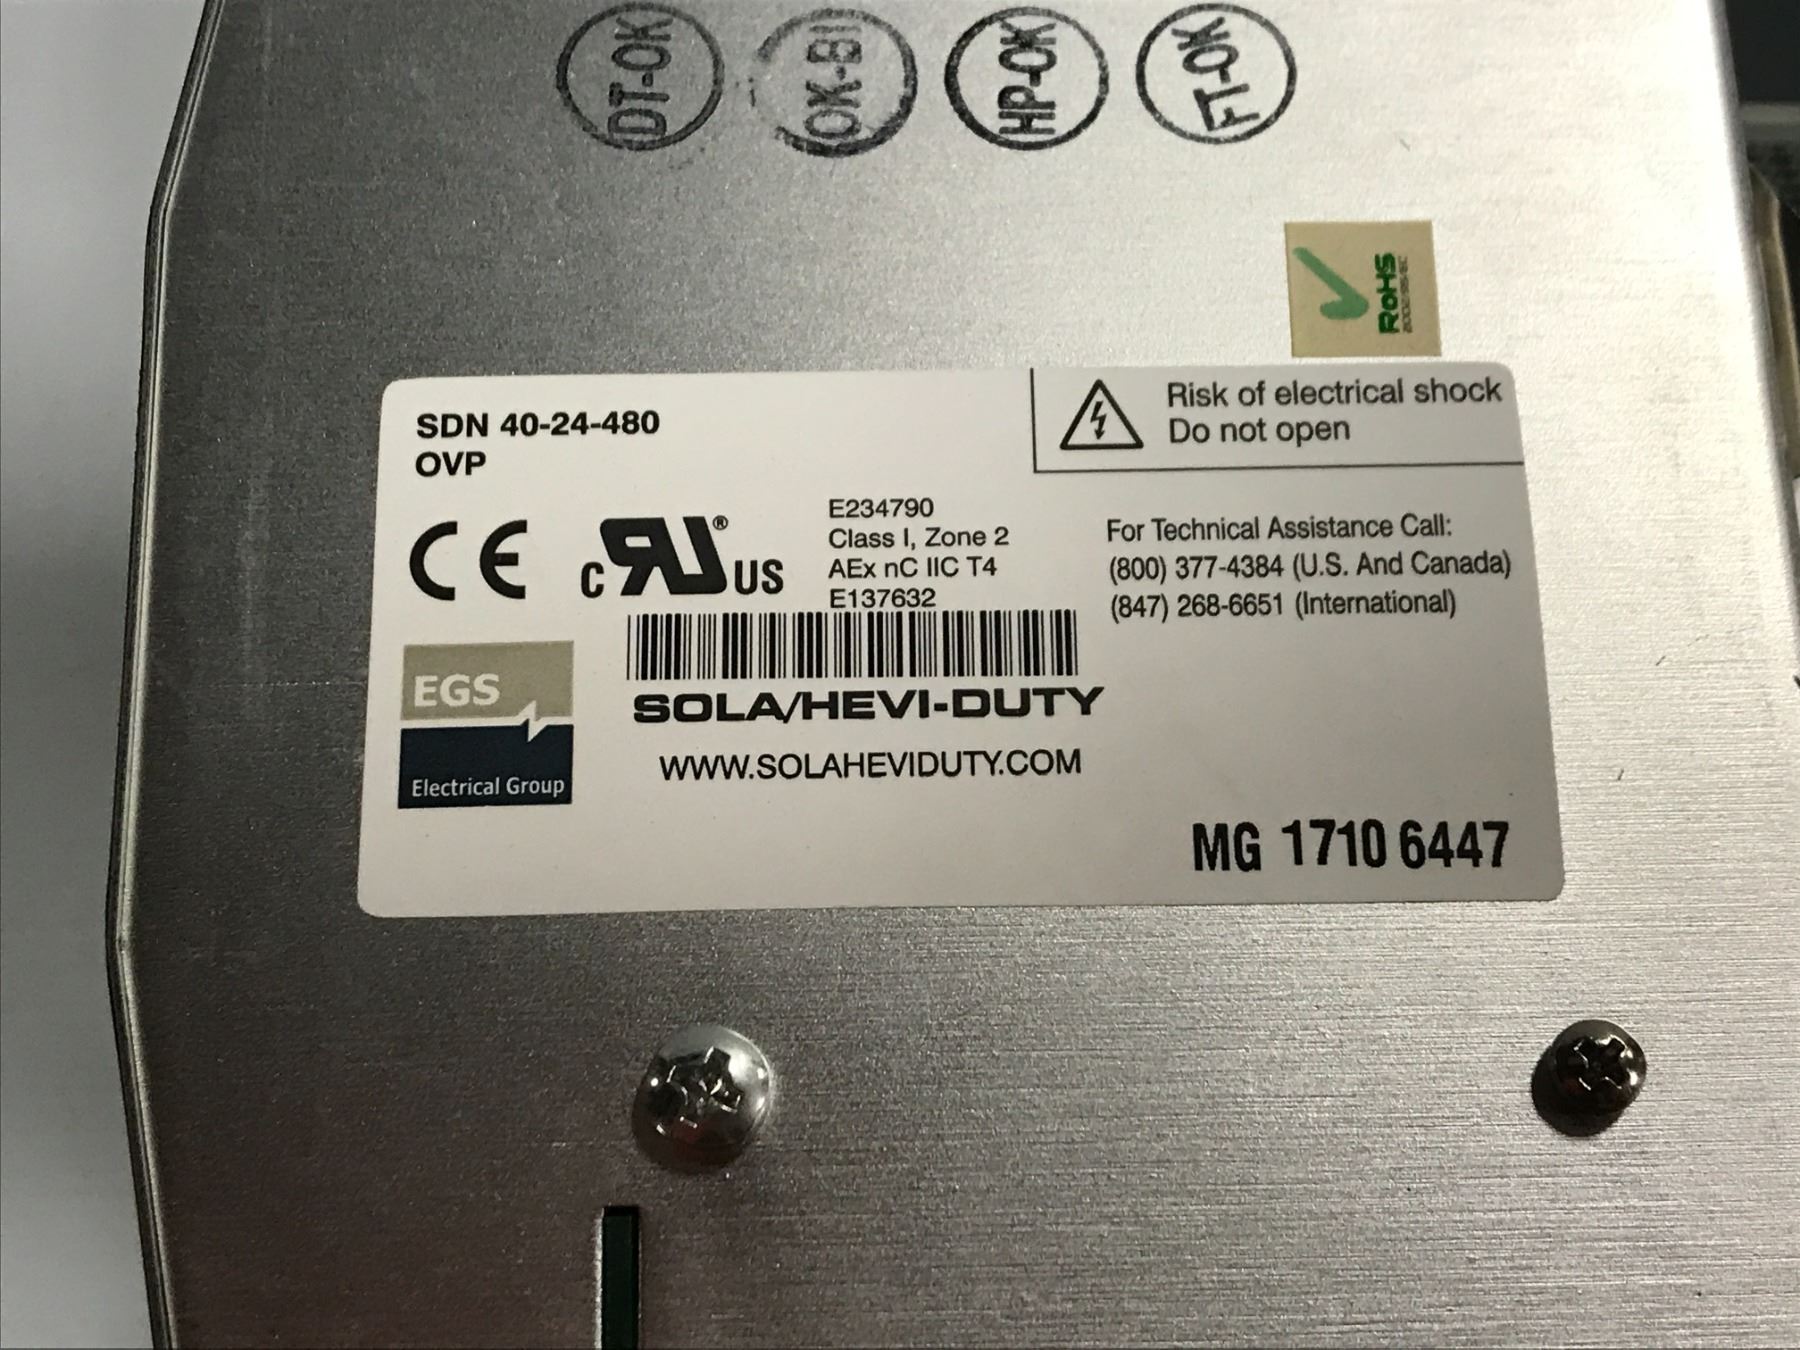 DT-OK
OK-BI
HP-OK
FT-OK
RoHS
SDN 40-24-480
OVP
Risk of electrical shock
Do not open
CE
c RU® US
E234790
Class I, Zone 2
AEx nC IIC T4
E137632
For Technical Assistance Call:
(800) 377-4384 (U.S. And Canada)
(847) 268-6651 (International)
EGS
Electrical Group
SOLA/HEVI-DUTY
WWW.SOLAHEVIDUTY.COM
MG 1710 6447